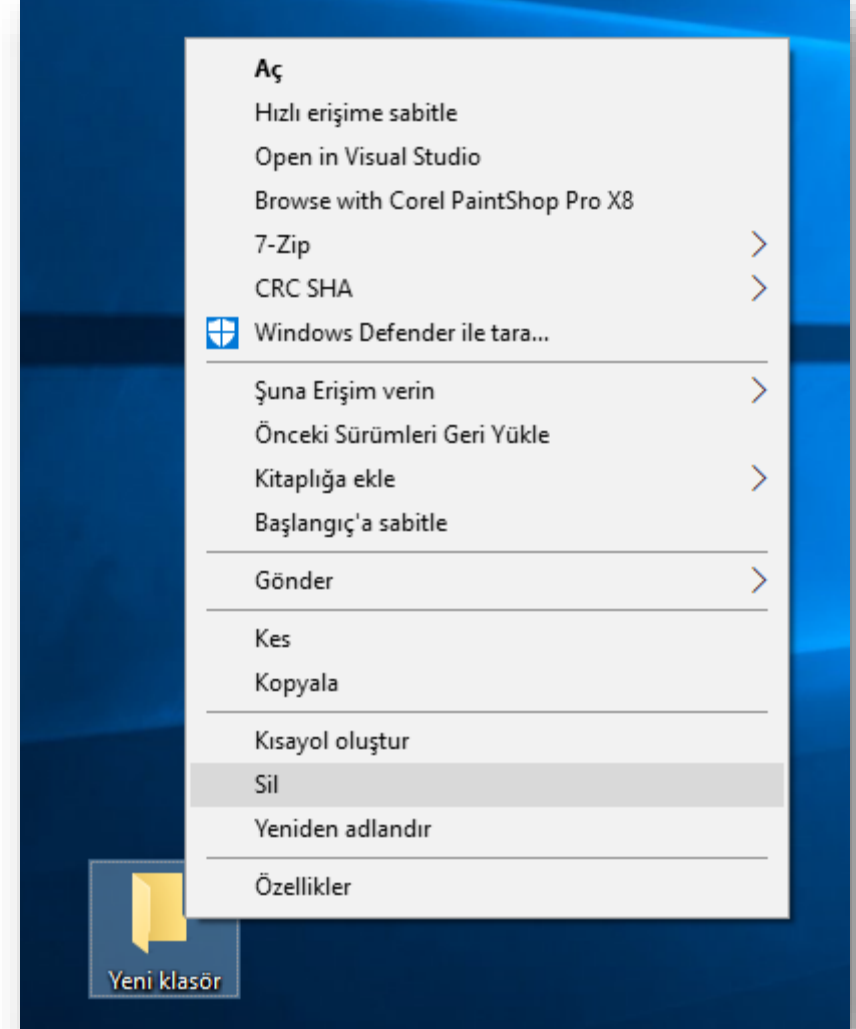 Aç
Hızlı erişime sabitle
Open in Visual Studio
Browse with Corel PaintShop Pro X8
7-Zip
CRC SHA
Windows Defender ile tara...
Şuna Erişim verin
Önceki Sürümleri Geri Yükle
Kitaplığa ekle
Başlangıç'a sabitle
Gönder
Kes
Kopyala
Kısayol oluştur
Sil
Yeniden adlandır
Özellikler
Yeni klasör